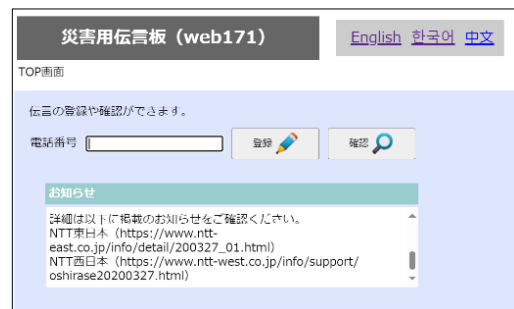 災害用伝言板（web171）
English 한국어 中文
TOP画面
伝言の登録や確認ができます。
電話番号
登録
確認
お知らせ
詳細は以下に掲載のお知らせをご確認ください。
NTT東日本（https://www.ntt-
east.co.jp/info/detail/200327_01.html）
NTT西日本（https://www.ntt-west.co.jp/info/support/
oshirase20200327.html）